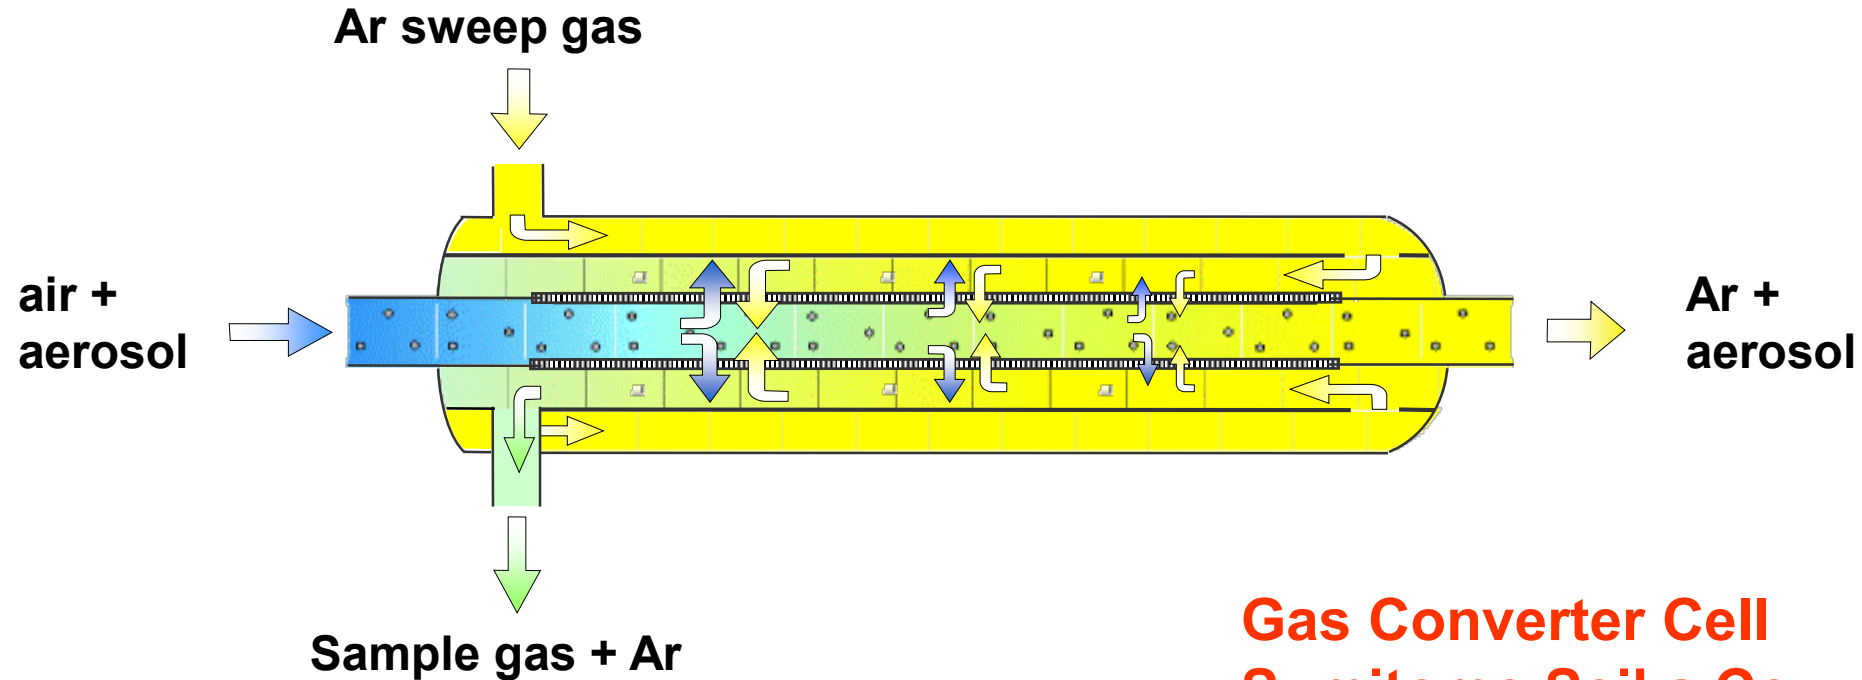 Ar sweep gas
air +
aerosol
Ar +
aerosol
Sample gas + Ar
Gas Converter Cell